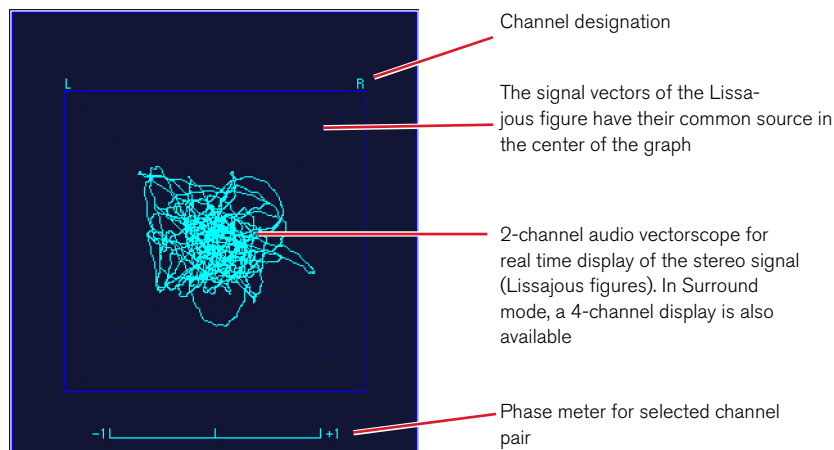 Channel designation
L R
The signal vectors of the Lissa-
jous figure have their common source in
the center of the graph
2-channel audio vectorscope for
real time display of the stereo signal
(Lissajous figures). In Surround
mode, a 4-channel display is also
available
-1 +1
Phase meter for selected channel
pair